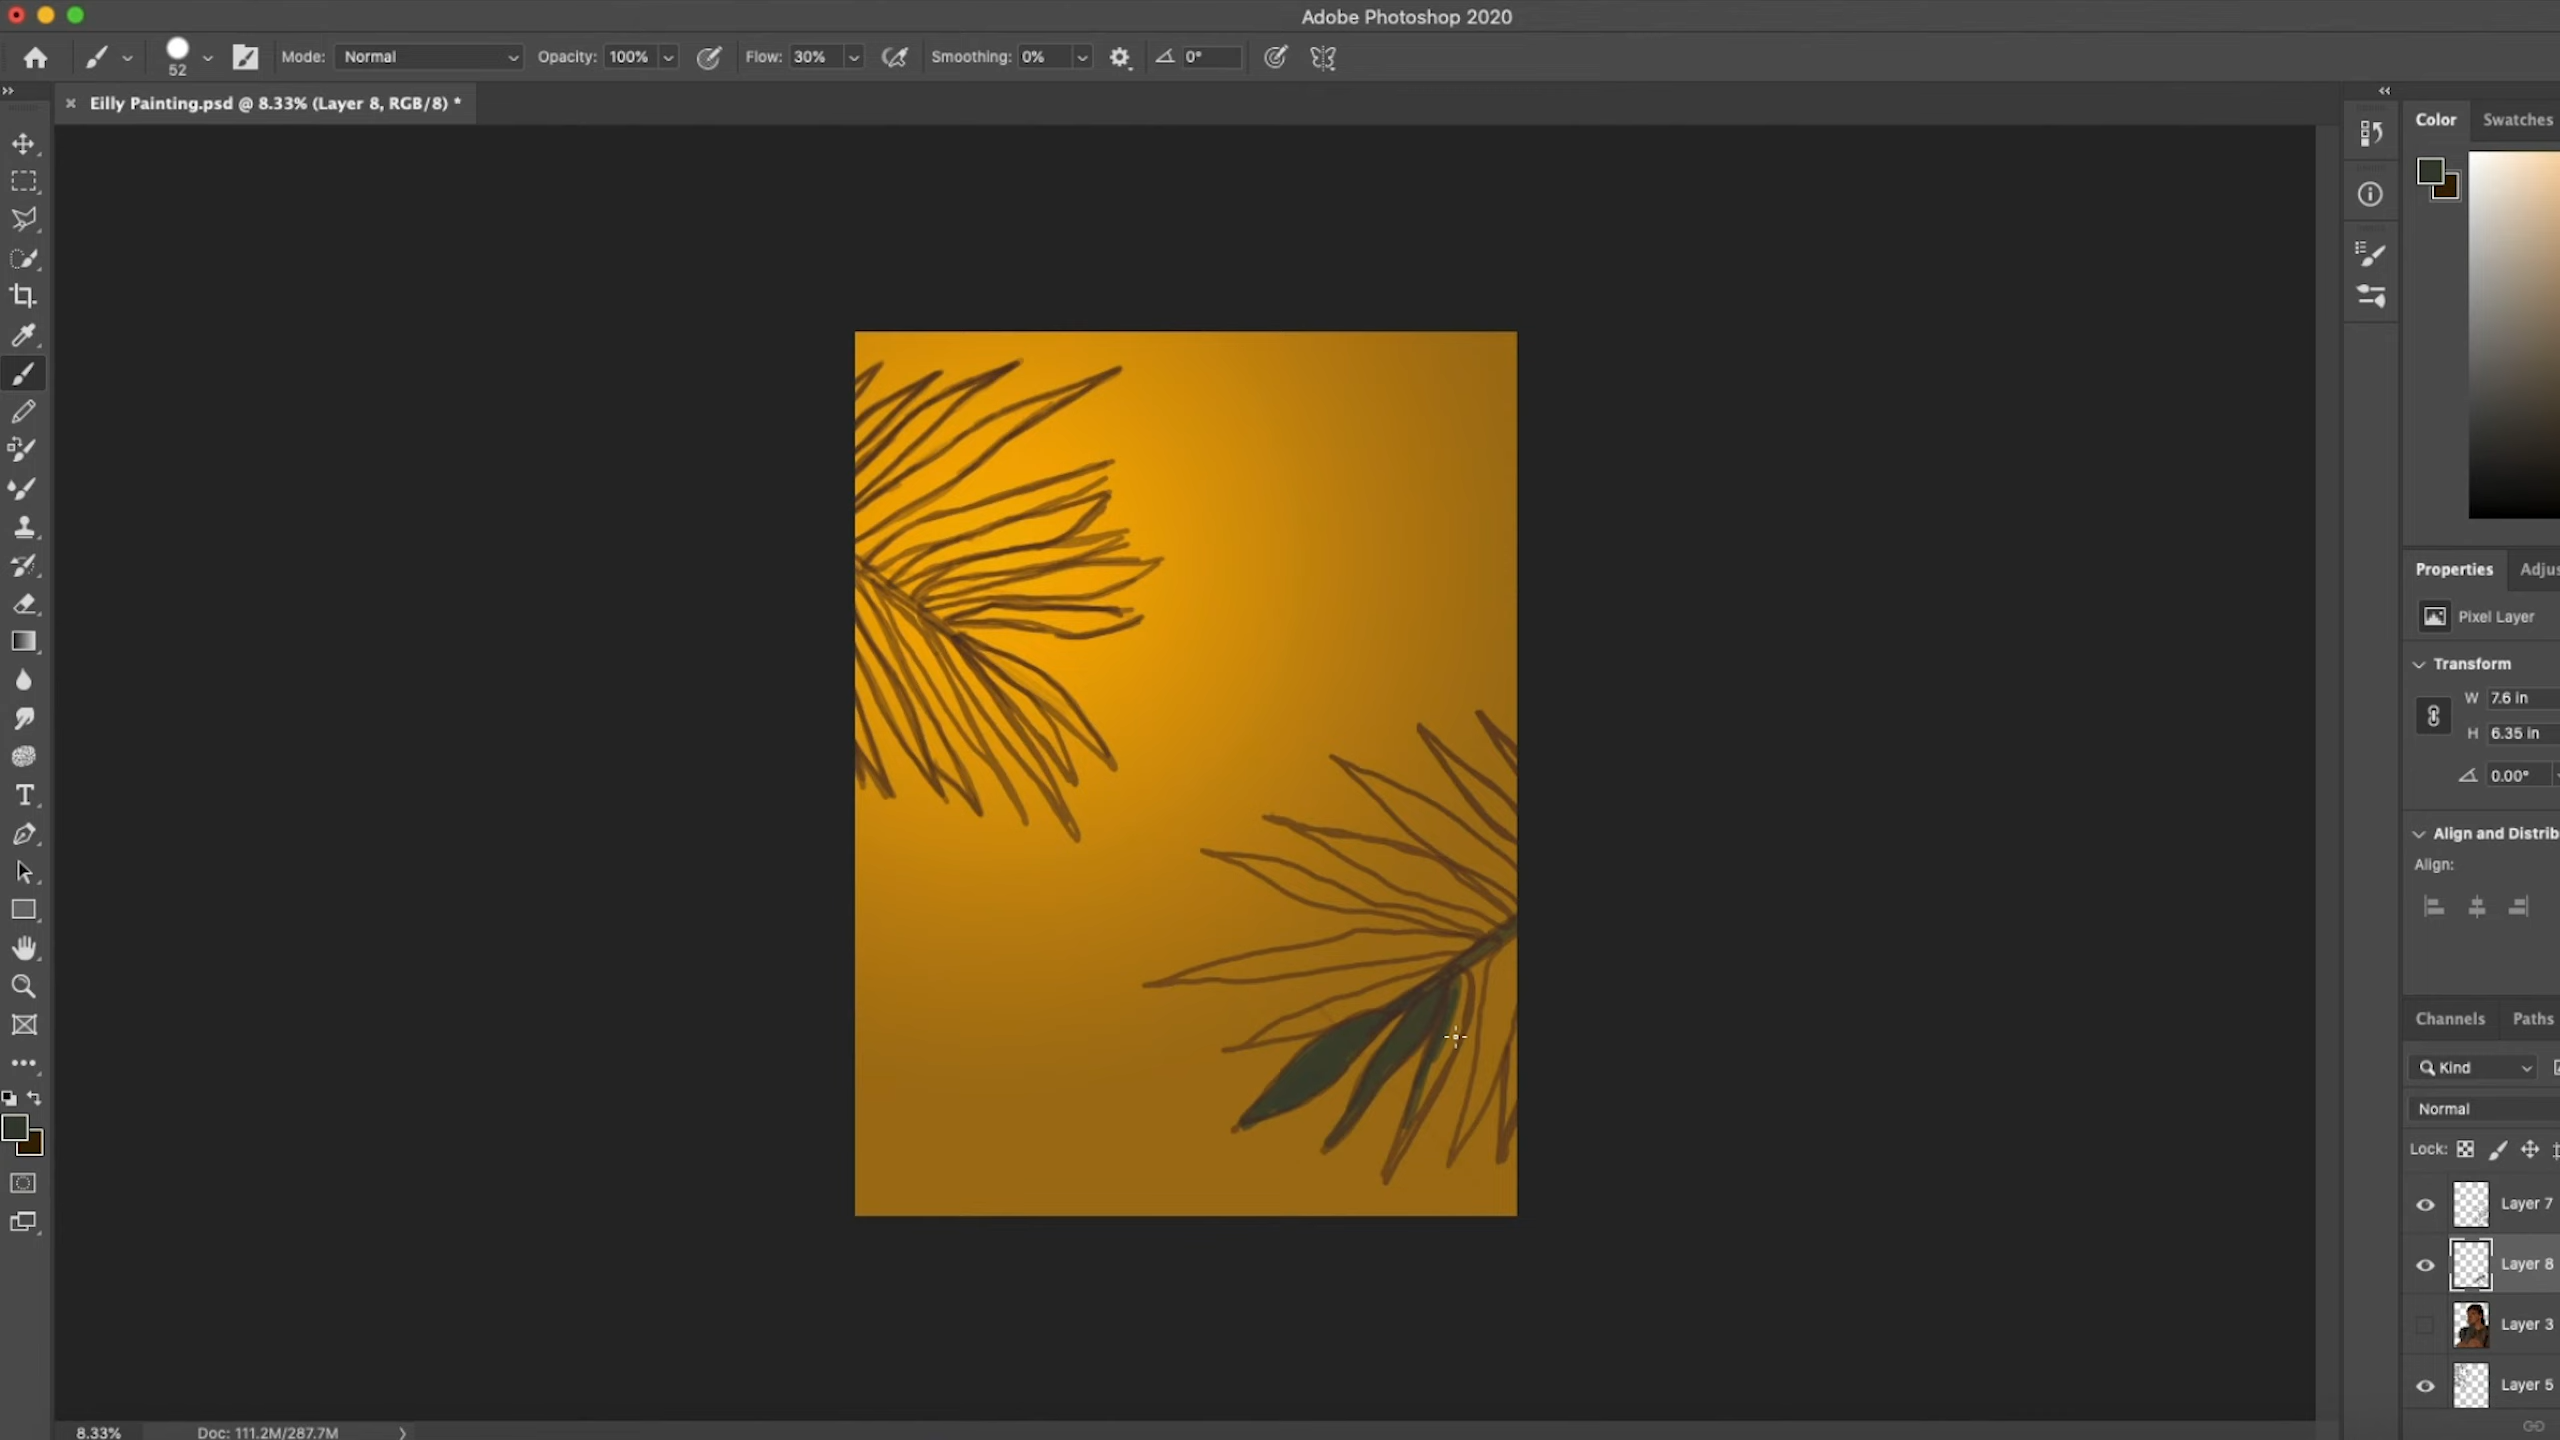 Adobe Photoshop 2020
52 Mode: Normal Opacity: 100% Flow: 30% Smoothing: 0% 0°
× Eilly Painting.psd @ 8.33% (Layer 8, RGB/8) *
Color Swatches
Properties Adjus
Pixel Layer
Transform
W 7.6 in
H 6.35 in
0.00°
Align and Distrib
Align:
Channels Paths
Kind
Normal
Lock:
Layer 7
Layer 8
Layer 3
Layer 5
8.33% Doc: 111.2M/287.7M